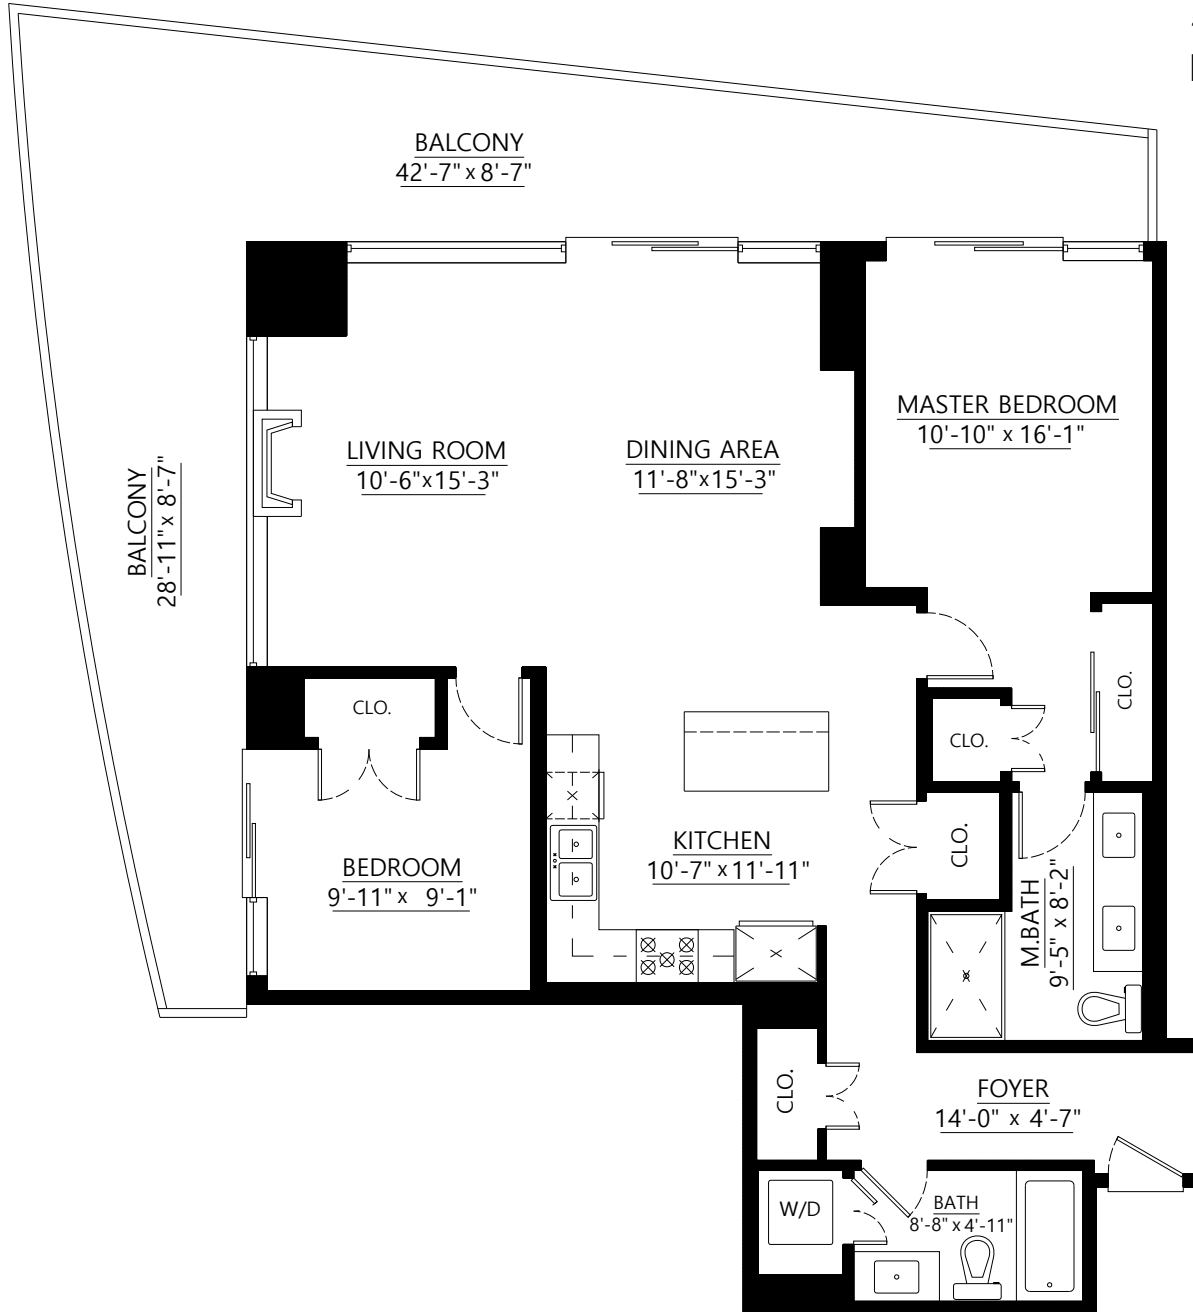 BALCONY
42'-7" x 8'-7"
MASTER BEDROOM
10'-10" x 16'-1"
LIVING ROOM
10'-6"x15'-3"
DINING AREA
11'-8"x15'-3"
BALCONY
28'-11"x 8'-7"
CLO.
CLO.
CLO.
CLO.
KITCHEN
10'-7" x 11'-11"
BEDROOM
9'-11" x 9'-1"
M.BATH
9'-5" x 8'-2"
CLO.
FOYER
14'-0" x 4'-7"
W/D
BATH
8'-8" x 4'-11"